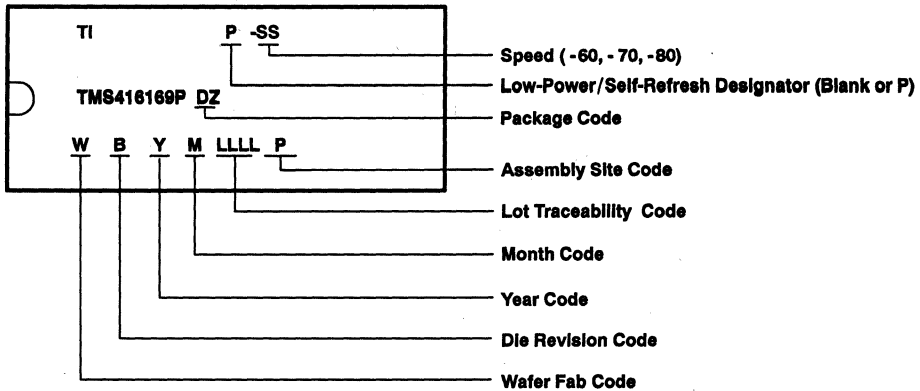 TI P -SS
Speed ( -60, - 70, -80)
Low-Power/Self-Refresh Designator (Blank or P)
TMS416169P DZ
Package Code
W B Y M LLLL P
Assembly Site Code
Lot Traceability Code
Month Code
Year Code
Die Revision Code
Wafer Fab Code